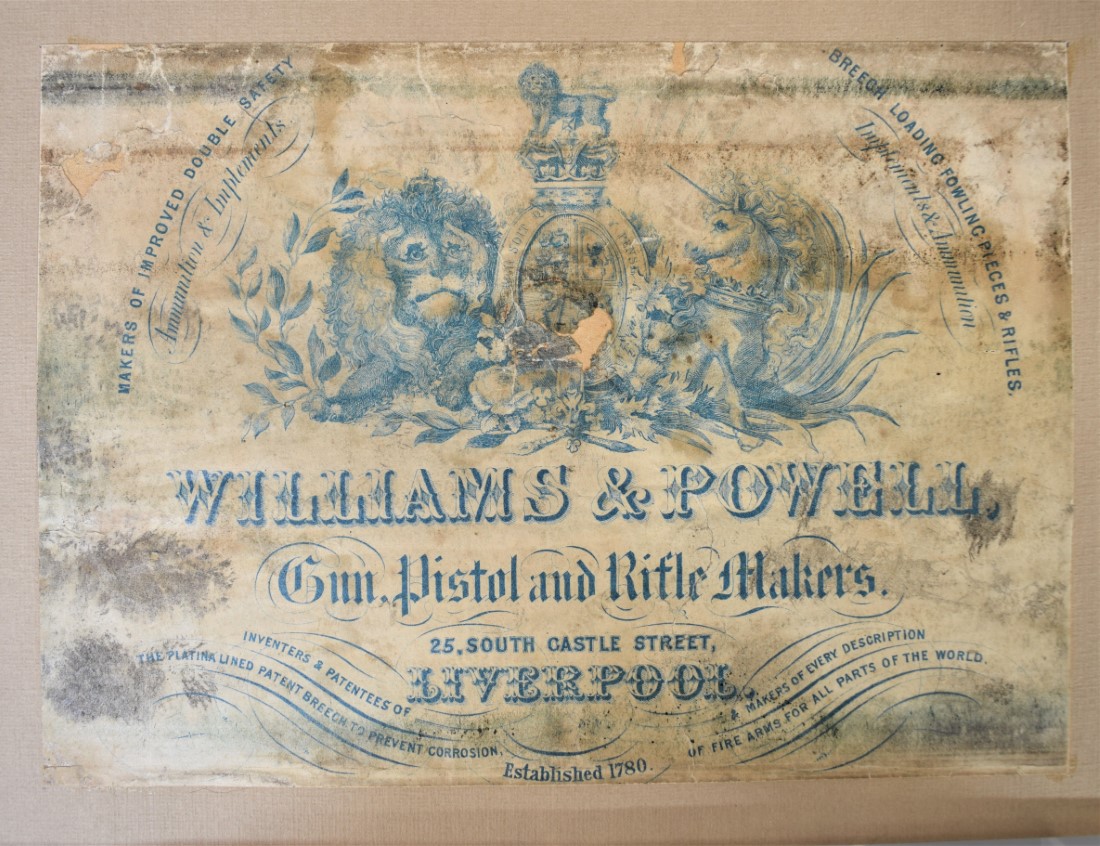 MAKERS OF IMPROVED DOUBLE SAFETY
Ammunition & Implements.
BREECH LOADING FOWLING-PIECES & RIFLES,
Implements & Ammunition
WILLIAMS & POWELL,
Gun, Pistol and Rifle Makers.
25, SOUTH CASTLE STREET,
LIVERPOOL,
INVENTERS & PATENTEES OF
THE PLATINA LINED PATENT BREECH TO PREVENT CORROSION,
& MAKERS OF EVERY DESCRIPTION
OF FIRE ARMS FOR ALL PARTS OF THE WORLD.
Established 1780.